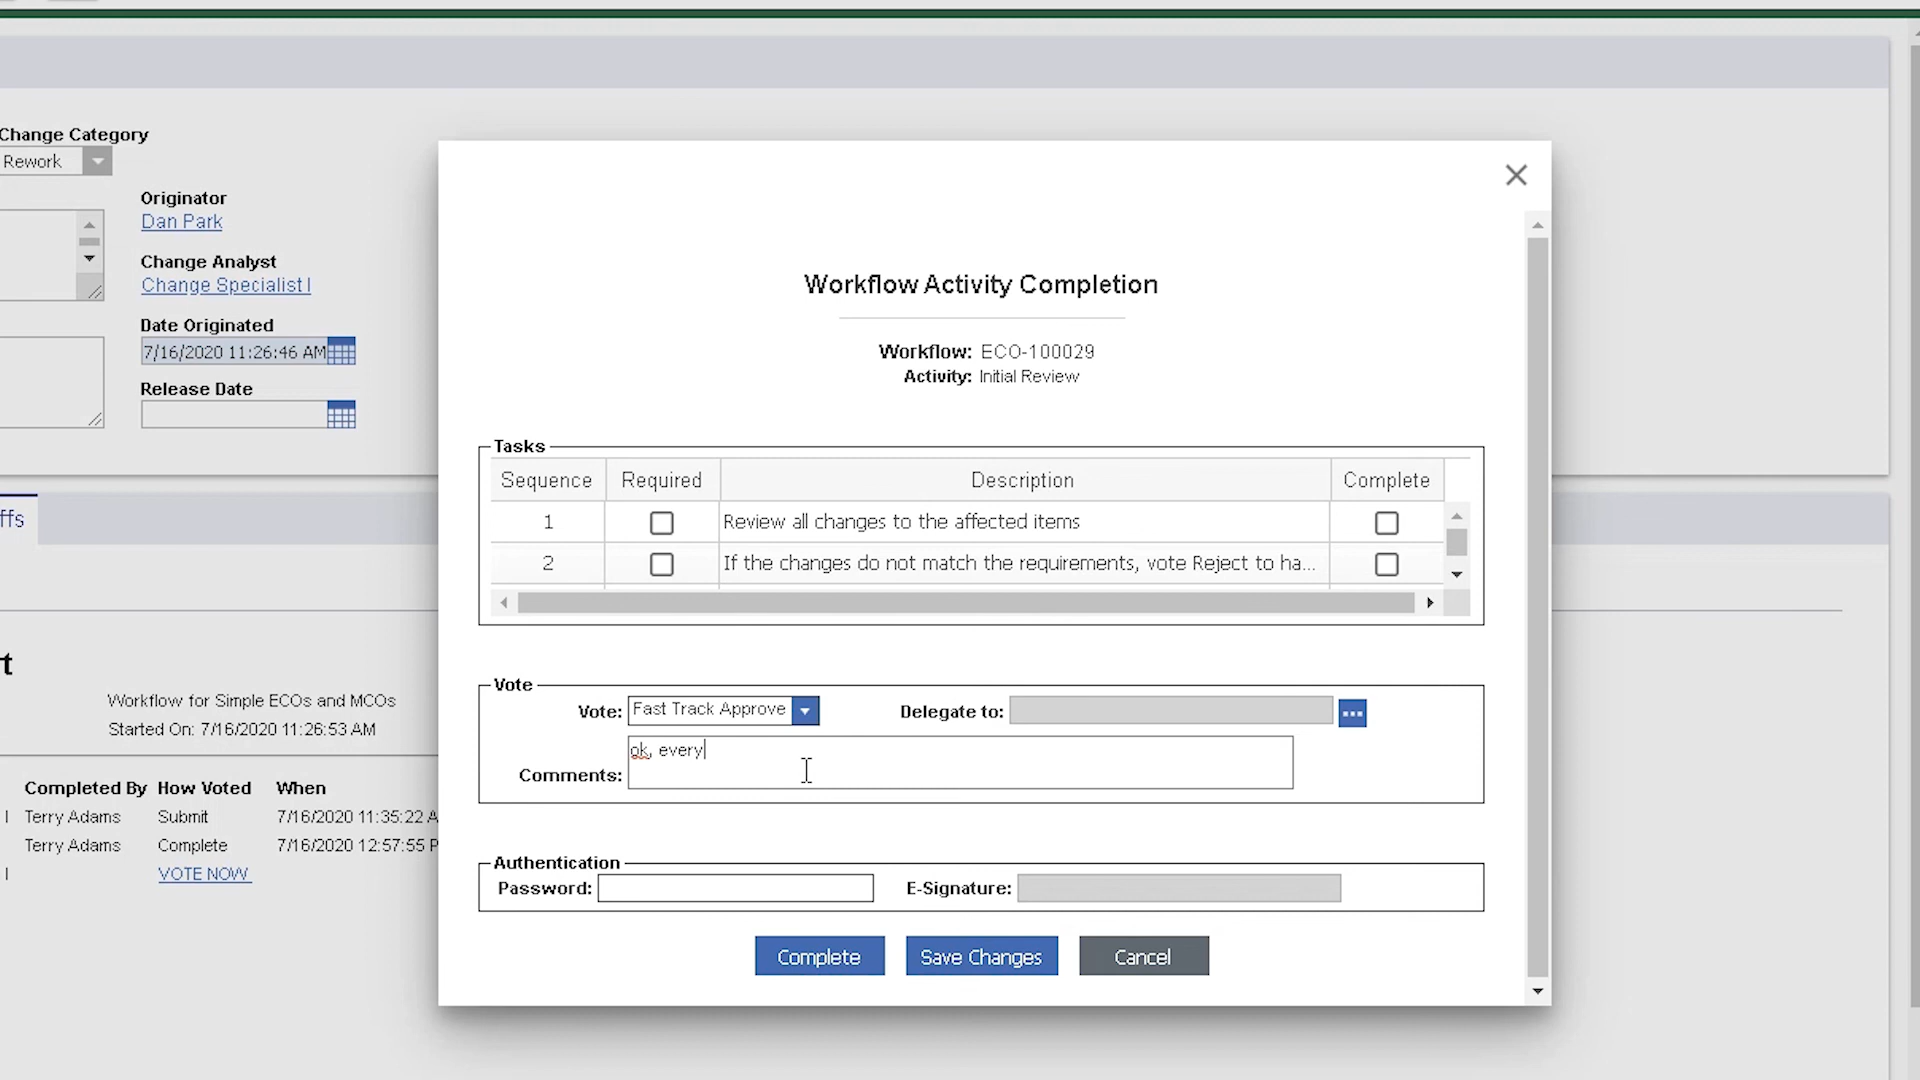 Change Category
Rework
Originator
Dan Park
Change Analyst
Change Specialist I
Date Originated
7/16/2020 11:26:46 AM
Release Date
ffs
t
Workflow for Simple ECOs and MCOs
Started On: 7/16/2020 11:26:53 AM
Completed By How Voted When
I Terry Adams Submit 7/16/2020 11:35:22 A
Terry Adams Complete 7/16/2020 12:57:55 P
I VOTE NOW
Workflow Activity Completion
Workflow: ECO-100029
Activity: Initial Review
Tasks
Sequence Required Description Complete
1 Review all changes to the affected items
2 If the changes do not match the requirements, vote Reject to ha...
Vote
Vote: Fast Track Approve Delegate to: ...
Comments: ok, every
Authentication
Password: E-Signature:
Complete Save Changes Cancel